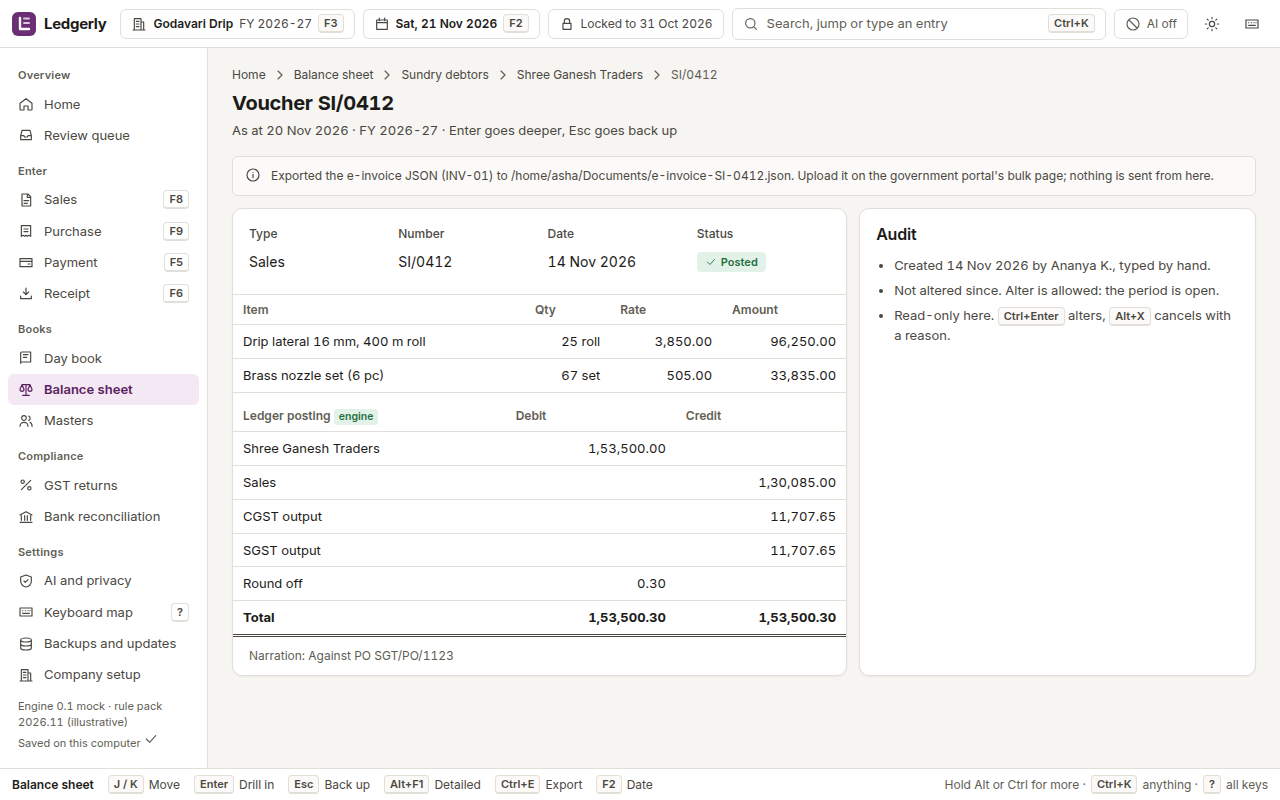 Ledgerly
Godavari Drip FY 2026-27 F3
Sat, 21 Nov 2026 F2
Locked to 31 Oct 2026
Search, jump or type an entry Ctrl+K
AI off
Overview
Home
Review queue
Enter
Sales F8
Purchase F9
Payment F5
Receipt F6
Books
Day book
Balance sheet
Masters
Compliance
GST returns
Bank reconciliation
Settings
AI and privacy
Keyboard map ?
Backups and updates
Company setup
Engine 0.1 mock · rule pack
2026.11 (illustrative)
Saved on this computer
Home > Balance sheet > Sundry debtors > Shree Ganesh Traders > SI/0412
Voucher SI/0412
As at 20 Nov 2026 · FY 2026-27 · Enter goes deeper, Esc goes back up
Exported the e-invoice JSON (INV-01) to /home/asha/Documents/e-invoice-SI-0412.json. Upload it on the government portal's bulk page; nothing is sent from here.
Type Number Date Status
Sales SI/0412 14 Nov 2026 Posted
Item Qty Rate Amount
Drip lateral 16 mm, 400 m roll 25 roll 3,850.00 96,250.00
Brass nozzle set (6 pc) 67 set 505.00 33,835.00
Ledger posting engine Debit Credit
Shree Ganesh Traders 1,53,500.00
Sales 1,30,085.00
CGST output 11,707.65
SGST output 11,707.65
Round off 0.30
Total 1,53,500.30 1,53,500.30
Narration: Against PO SGT/PO/1123
Audit
• Created 14 Nov 2026 by Ananya K., typed by hand.
• Not altered since. Alter is allowed: the period is open.
• Read-only here. Ctrl+Enter alters, Alt+X cancels with
a reason.
Balance sheet J / K Move Enter Drill in Esc Back up Alt+F1 Detailed Ctrl+E Export F2 Date
Hold Alt or Ctrl for more · Ctrl+K anything · ? all keys